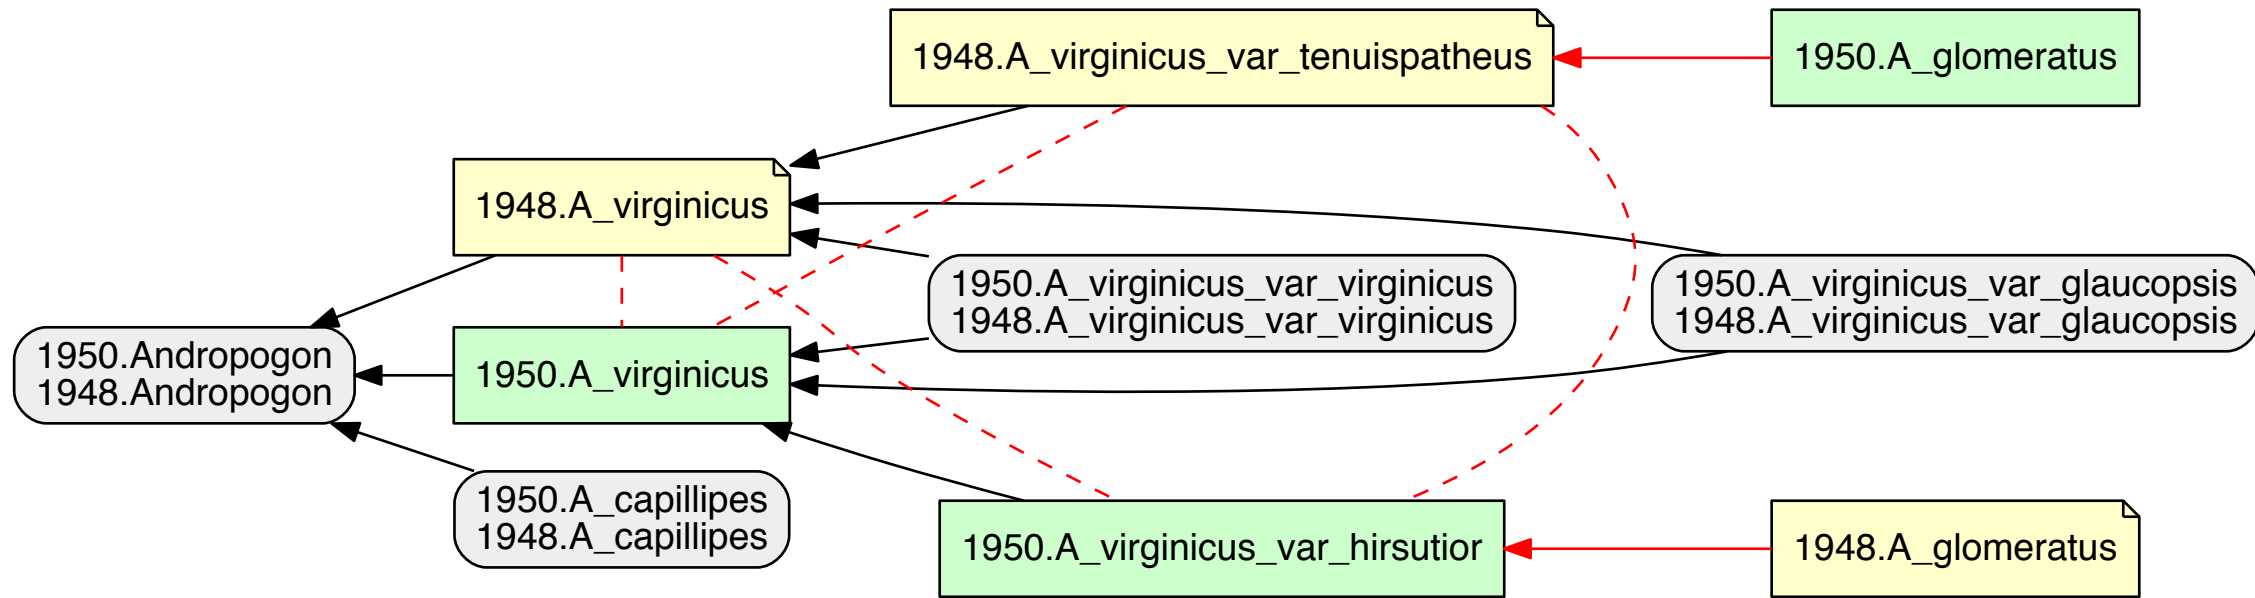 1948.A_virginicus_var_tenuispatheus
1950.A_glomeratus
1948.A_virginicus
1950.A_virginicus_var_virginicus
1948.A_virginicus_var_virginicus
1950.A_virginicus_var_glaucopsis
1948.A_virginicus_var_glaucopsis
1950.Andropogon
1948.Andropogon
1950.A_virginicus
1950.A_capillipes
1948.A_capillipes
1950.A_virginicus_var_hirsutior
1948.A_glomeratus